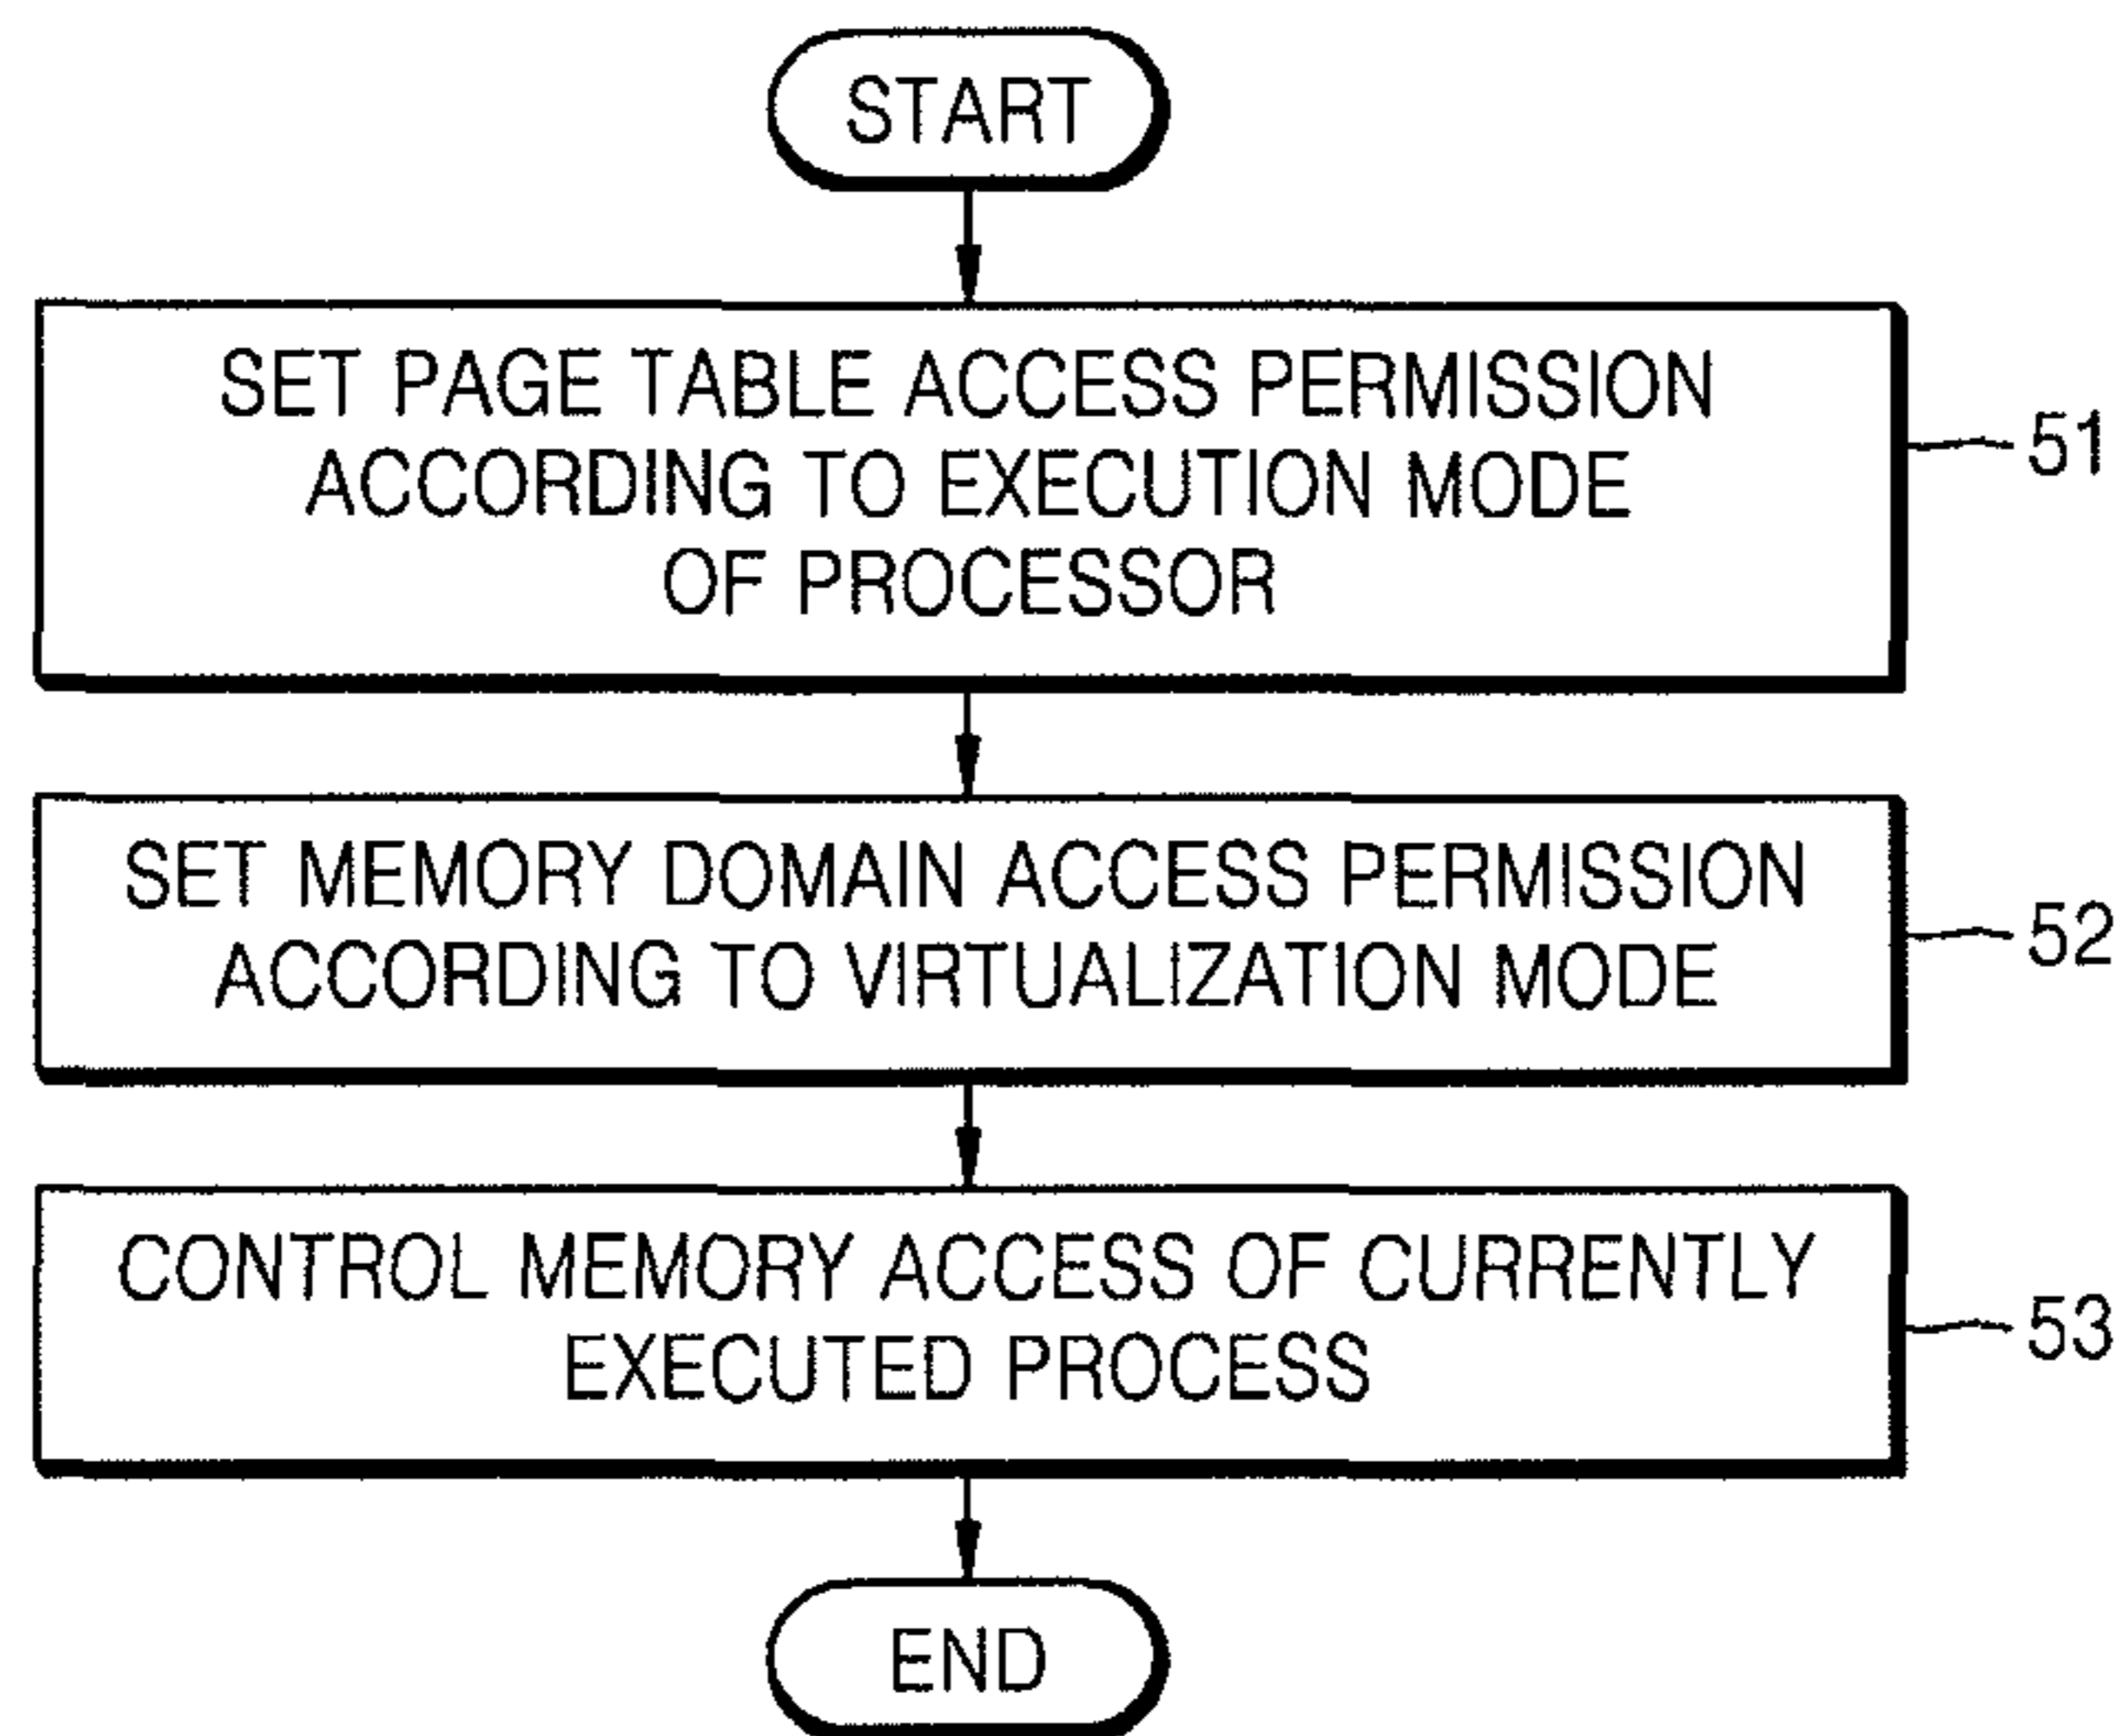 START
SET PAGE TABLE ACCESS PERMISSION
ACCORDING TO EXECUTION MODE
OF PROCESSOR
51
SET MEMORY DOMAIN ACCESS PERMISSION
ACCORDING TO VIRTUALIZATION MODE
52
CONTROL MEMORY ACCESS OF CURRENTLY
EXECUTED PROCESS
53
END